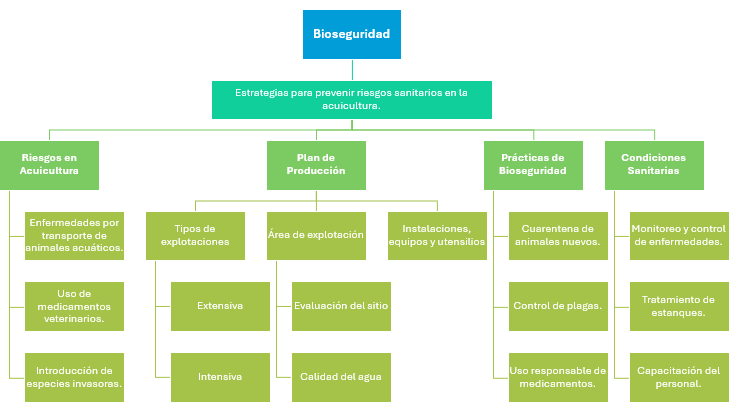 Bioseguridad
Estrategias para prevenir riesgos sanitarios en la
acuicultura.
Riesgos en
Acuicultura
Plan de
Producción
Prácticas de
Bioseguridad
Condiciones
Sanitarias
Enfermedades por
transporte de
animales acuáticos.
Uso de
medicamentos
veterinarios.
Introducción de
especies invasoras.
Tipos de
explotaciones
Extensiva
Intensiva
Área de explotación
Evaluación del sitio
Calidad del agua
Instalaciones,
equipos y utensilios
Cuarentena de
animales nuevos.
Control de plagas.
Uso responsable de
medicamentos.
Monitoreo y control
de enfermedades.
Tratamiento de
estanques.
Capacitación del
personal.